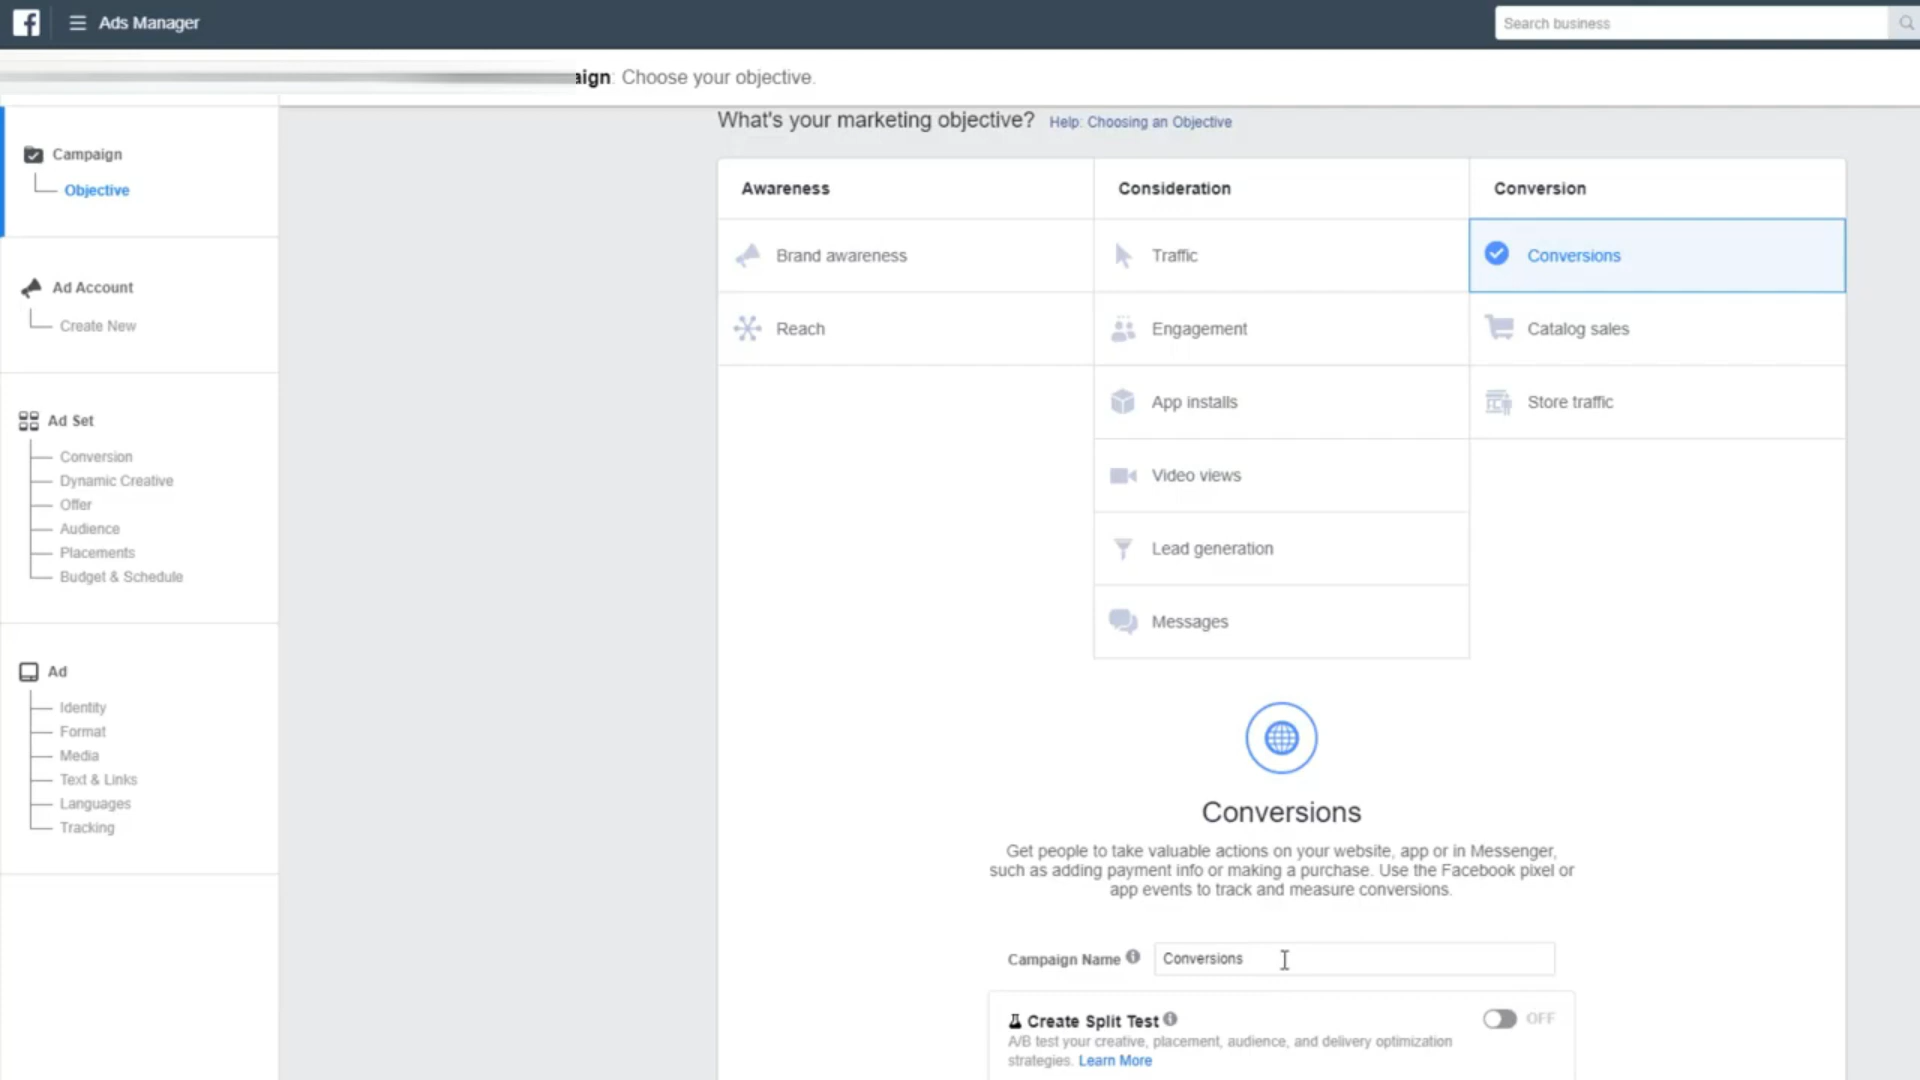 Ads Manager
Search business
aign: Choose your objective.
What's your marketing objective? Help: Choosing an Objective
Campaign
Objective
Ad Account
Create New
Ad Set
Conversion
Dynamic Creative
Offer
Audience
Placements
Budget & Schedule
Ad
Identity
Format
Media
Text & Links
Languages
Tracking
Awareness
Brand awareness
Reach
Consideration
Traffic
Engagement
App installs
Video views
Lead generation
Messages
Conversion
Conversions
Catalog sales
Store traffic
Conversions
Get people to take valuable actions on your website, app or in Messenger,
such as adding payment info or making a purchase. Use the Facebook pixel or
app events to track and measure conversions.
Campaign Name Conversions
Create Split Test OFF
A/B test your creative, placement, audience, and delivery optimization
strategies. Learn More